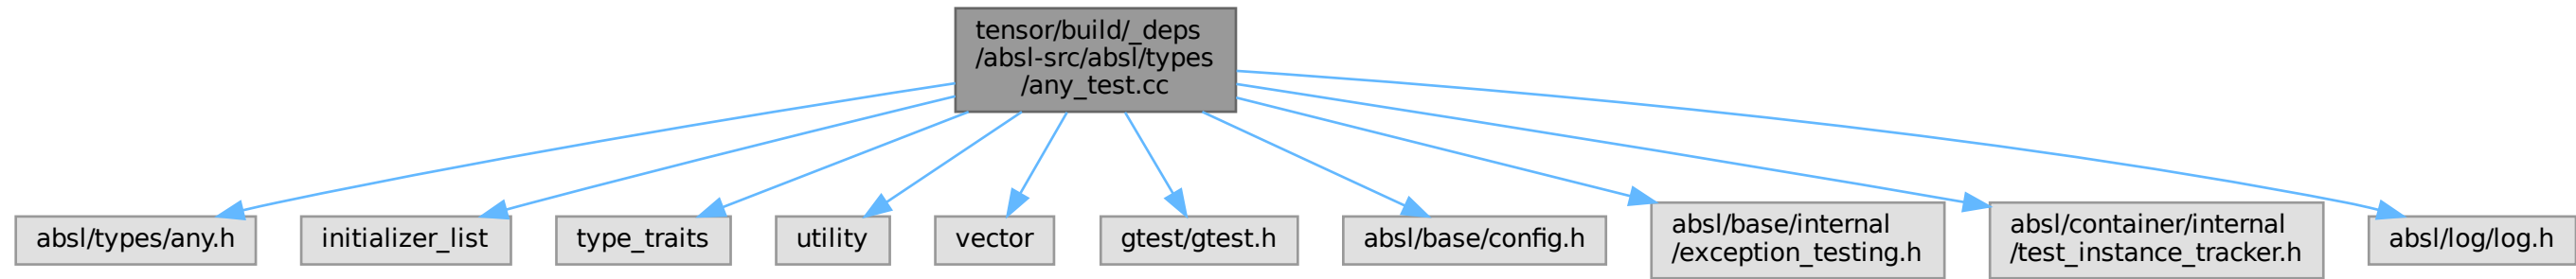 tensor/build/_deps
/absl-src/absl/types
/any_test.cc
absl/types/any.h
initializer_list
type_traits
utility
vector
gtest/gtest.h
absl/base/config.h
absl/base/internal
/exception_testing.h
absl/container/internal
/test_instance_tracker.h
absl/log/log.h